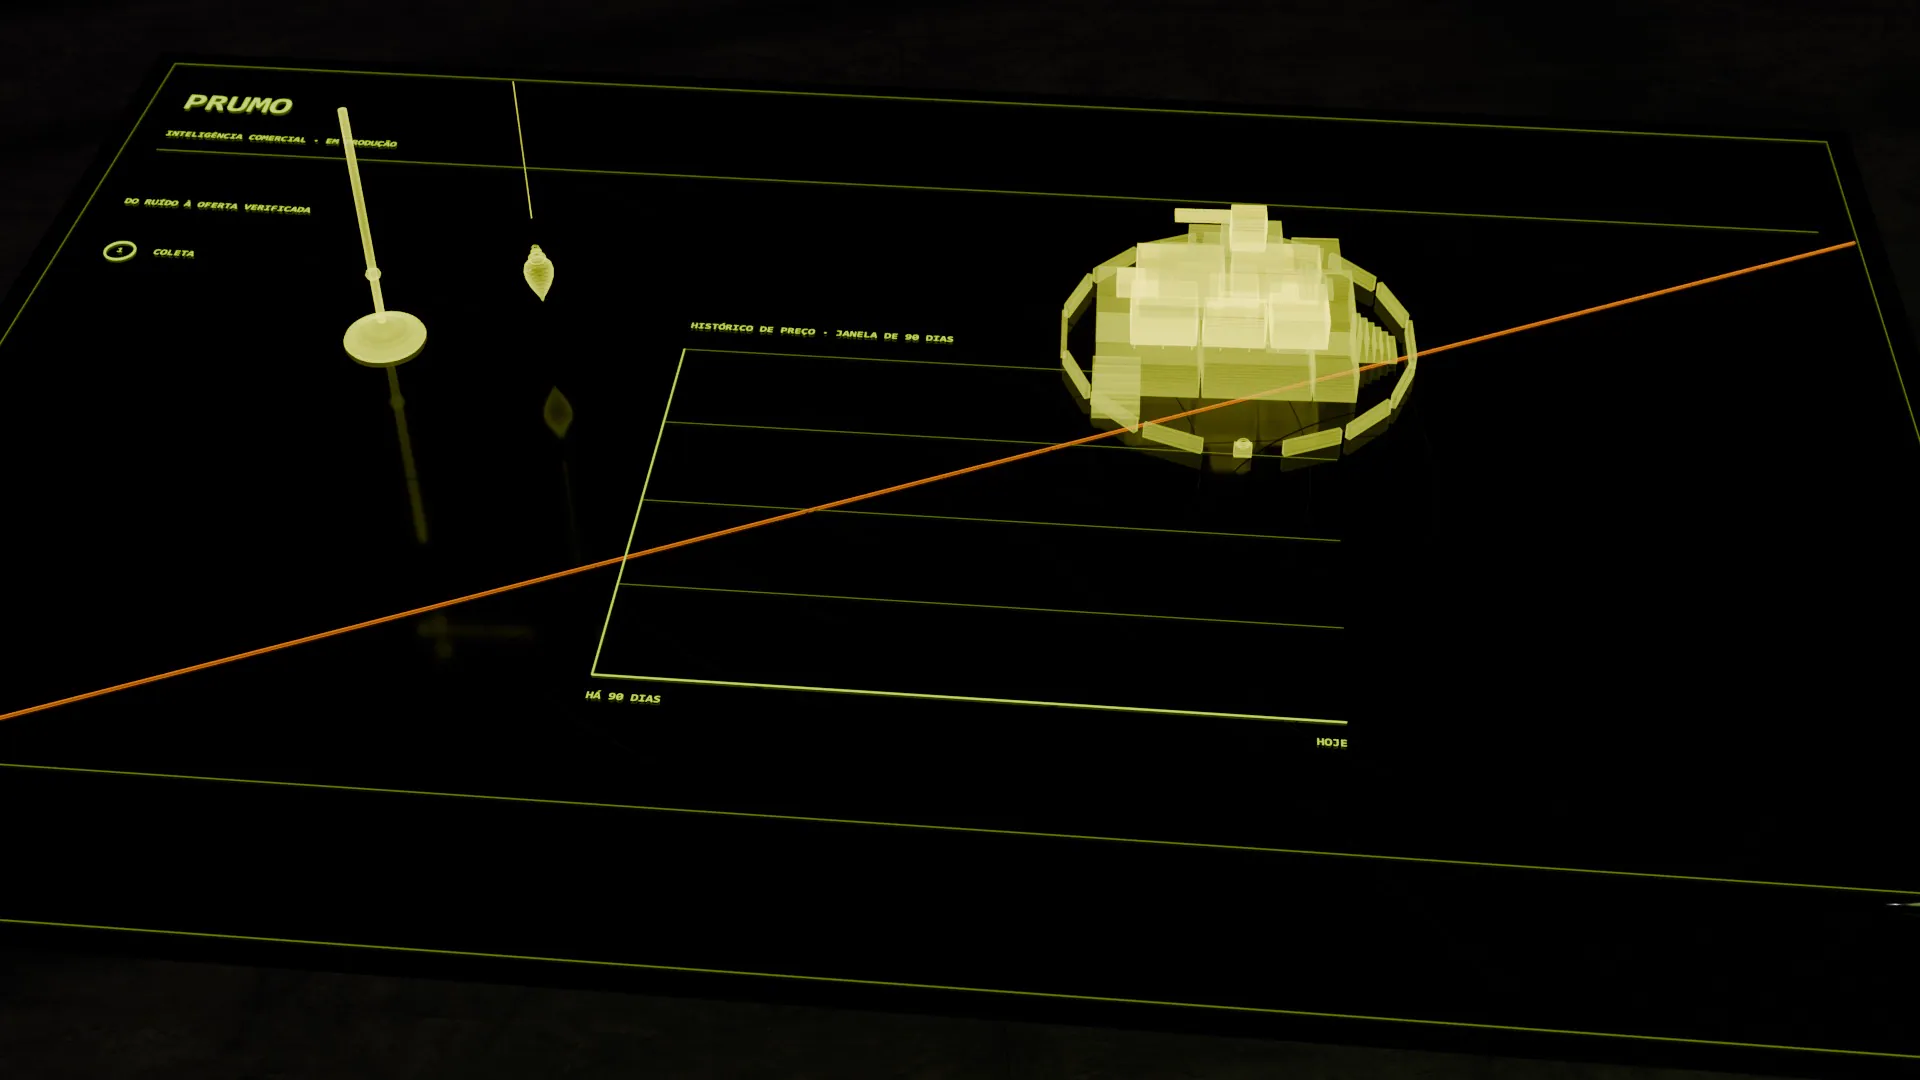 PRUMO
INTELIGÊNCIA COMERCIAL · EM PRODUÇÃO
DO RUÍDO À OFERTA VERIFICADA
1 COLETA
HISTÓRICO DE PREÇO · JANELA DE 90 DIAS
HÁ 90 DIAS
HOJE